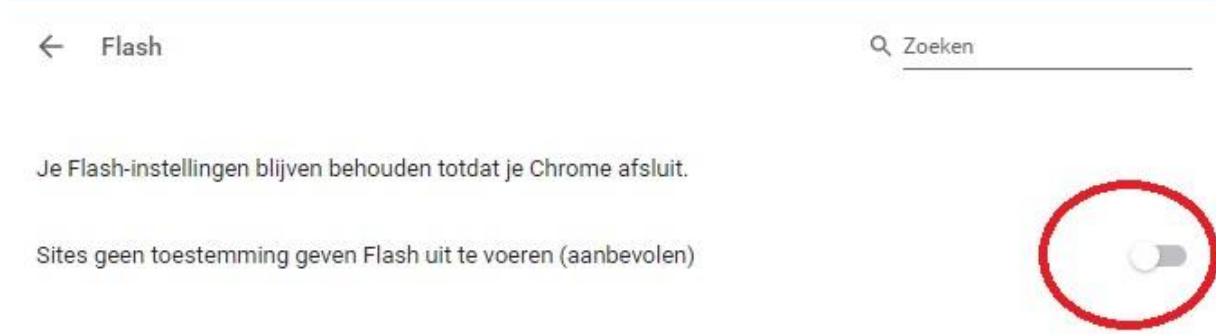 Flash
Zoeken
Je Flash-instellingen blijven behouden totdat je Chrome afsluit.
Sites geen toestemming geven Flash uit te voeren (aanbevolen)